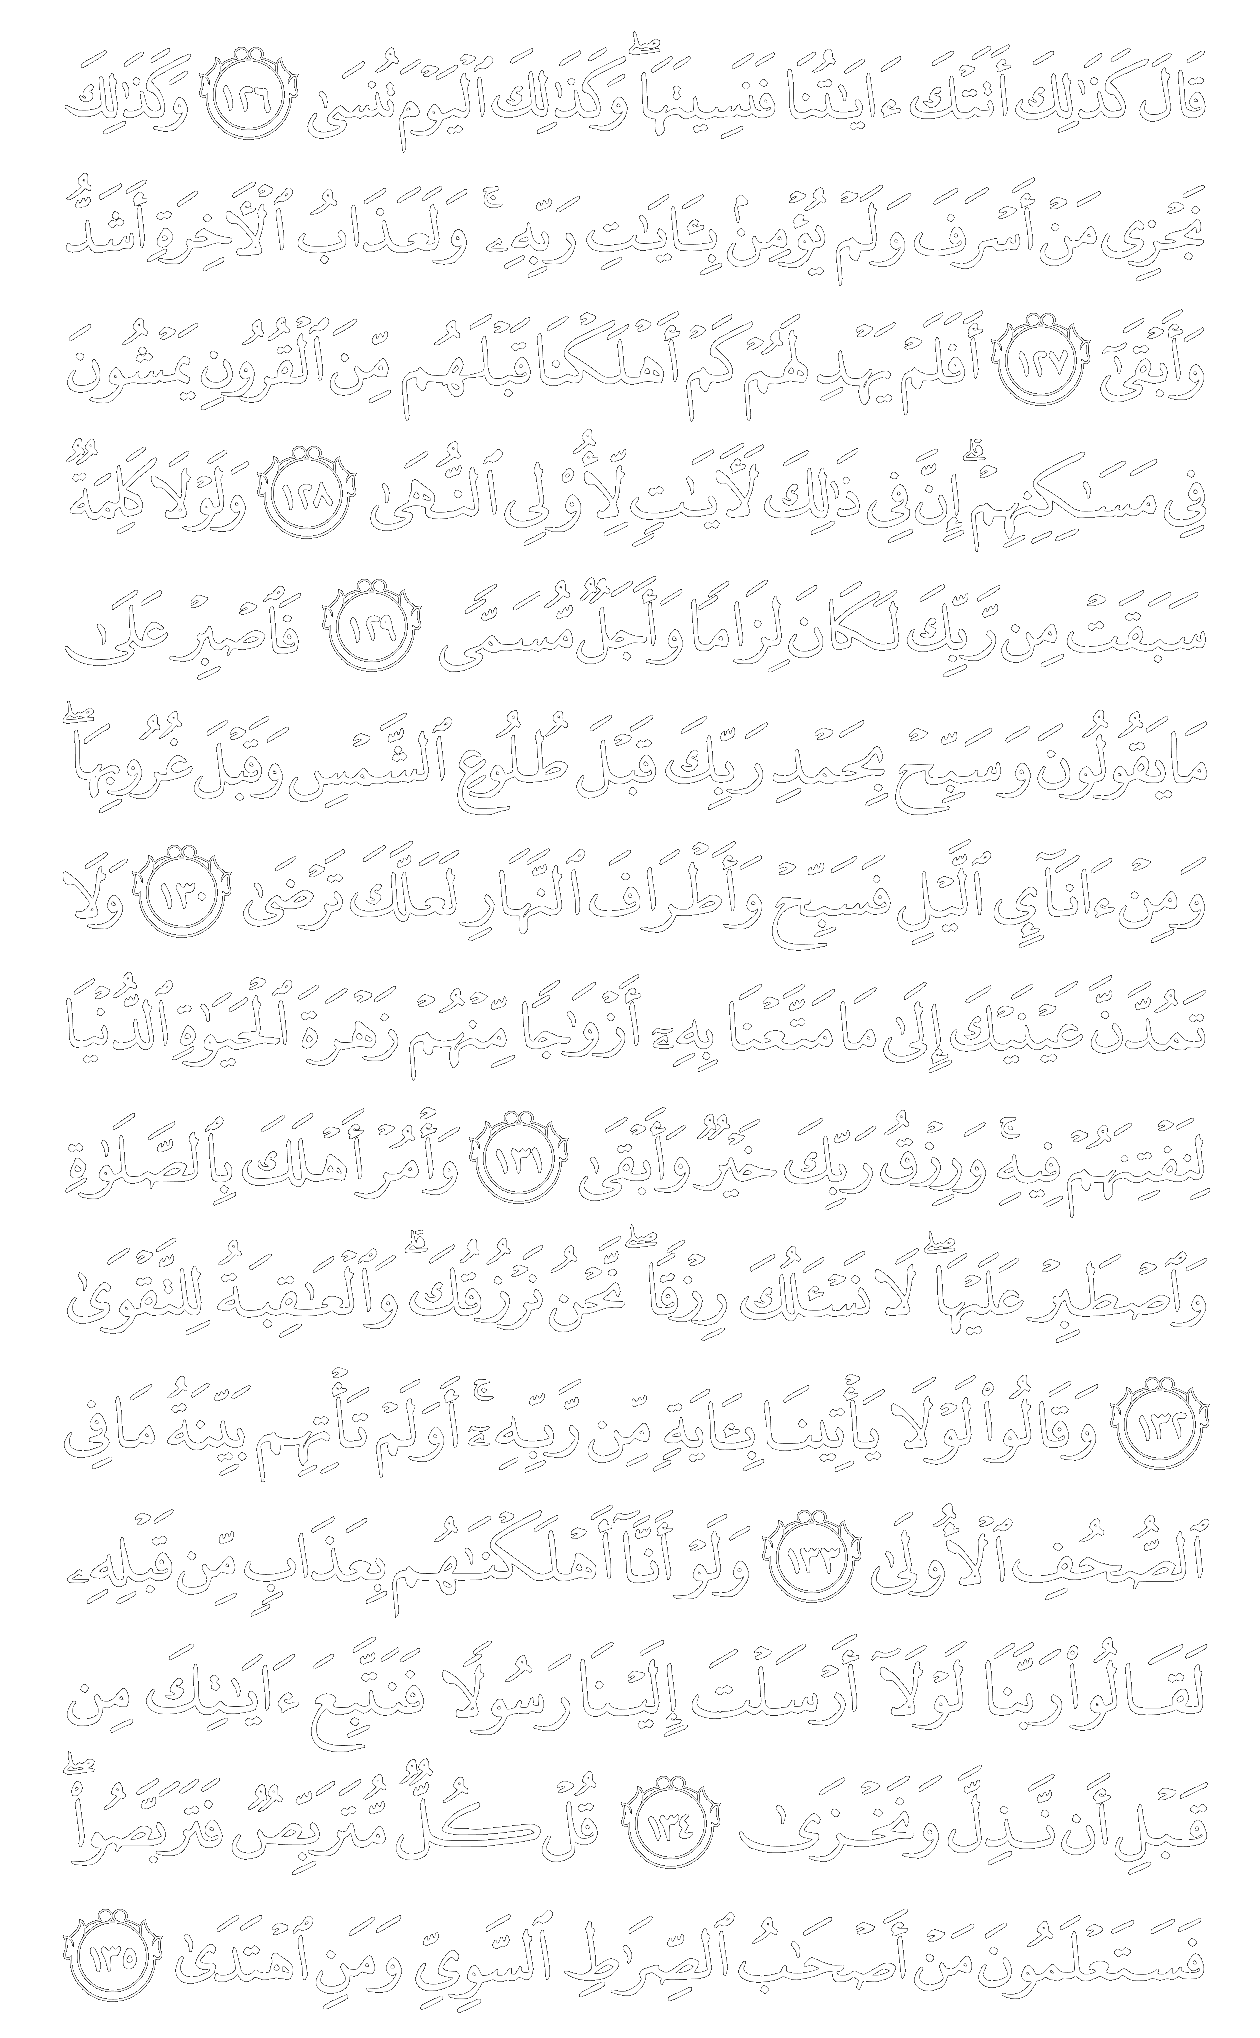 قَالَ كَذَٰلِكَ أَتَتْكَ ءَايَٰتُنَا فَنَسِيتَهَا ۖ وَكَذَٰلِكَ ٱلْيَوْمَ تُنسَىٰ ١٢٦ وَكَذَٰلِكَ
نَجْزِى مَنْ أَسْرَفَ وَلَمْ يُؤْمِنۢ بِـَٔايَٰتِ رَبِّهِۦ ۚ وَلَعَذَابُ ٱلْأَخِرَةِ أَشَدُّ
وَأَبْقَىٰٓ ١٢٧ أَفَلَمْ يَهْدِ لَهُمْ كَمْ أَهْلَكْنَا قَبْلَهُم مِّنَ ٱلْقُرُونِ يَمْشُونَ
فِى مَسَٰكِنِهِمْ ۗ إِنَّ فِى ذَٰلِكَ لَأَيَٰتٍ لِّأُو۟لِى ٱلنُّهَىٰ ١٢٨ وَلَوْلَا كَلِمَةٌ
سَبَقَتْ مِن رَّبِّكَ لَكَانَ لِزَامًا وَأَجَلٌ مُّسَمًّى ١٢٩ فَٱصْبِرْ عَلَىٰ
مَا يَقُولُونَ وَسَبِّحْ بِحَمْدِ رَبِّكَ قَبْلَ طُلُوعِ ٱلشَّمْسِ وَقَبْلَ غُرُوبِهَا ۖ
وَمِنْ ءَانَآئِ ٱلَّيْلِ فَسَبِّحْ وَأَطْرَافَ ٱلنَّهَارِ لَعَلَّكَ تَرْضَىٰ ١٣٠ وَلَا
تَمُدَّنَّ عَيْنَيْكَ إِلَىٰ مَا مَتَّعْنَا بِهِۦٓ أَزْوَٰجًا مِّنْهُمْ زَهْرَةَ ٱلْحَيَوٰةِ ٱلدُّنْيَا
لِنَفْتِنَهُمْ فِيهِ ۚ وَرِزْقُ رَبِّكَ خَيْرٌ وَأَبْقَىٰ ١٣١ وَأْمُرْ أَهْلَكَ بِٱلصَّلَوٰةِ
وَٱصْطَبِرْ عَلَيْهَا ۖ لَا نَسْـَٔلُكَ رِزْقًا ۖ نَّحْنُ نَرْزُقُكَ ۗ وَٱلْعَٰقِبَةُ لِلتَّقْوَىٰ
١٣٢ وَقَالُوا۟ لَوْلَا يَأْتِينَا بِـَٔايَةٍ مِّن رَّبِّهِۦٓ ۚ أَوَلَمْ تَأْتِهِم بَيِّنَةُ مَا فِى
ٱلصُّحُفِ ٱلْأُولَىٰ ١٣٣ وَلَوْ أَنَّآ أَهْلَكْنَٰهُم بِعَذَابٍ مِّن قَبْلِهِۦ
لَقَالُوا۟ رَبَّنَا لَوْلَآ أَرْسَلْتَ إِلَيْنَا رَسُولًا فَنَتَّبِعَ ءَايَٰتِكَ مِن
قَبْلِ أَن نَّذِلَّ وَنَخْزَىٰ ١٣٤ قُلْ كُلٌّ مُّتَرَبِّصٌ فَتَرَبَّصُوا۟ ۖ
فَسَتَعْلَمُونَ مَنْ أَصْحَٰبُ ٱلصِّرَٰطِ ٱلسَّوِىِّ وَمَنِ ٱهْتَدَىٰ ١٣٥